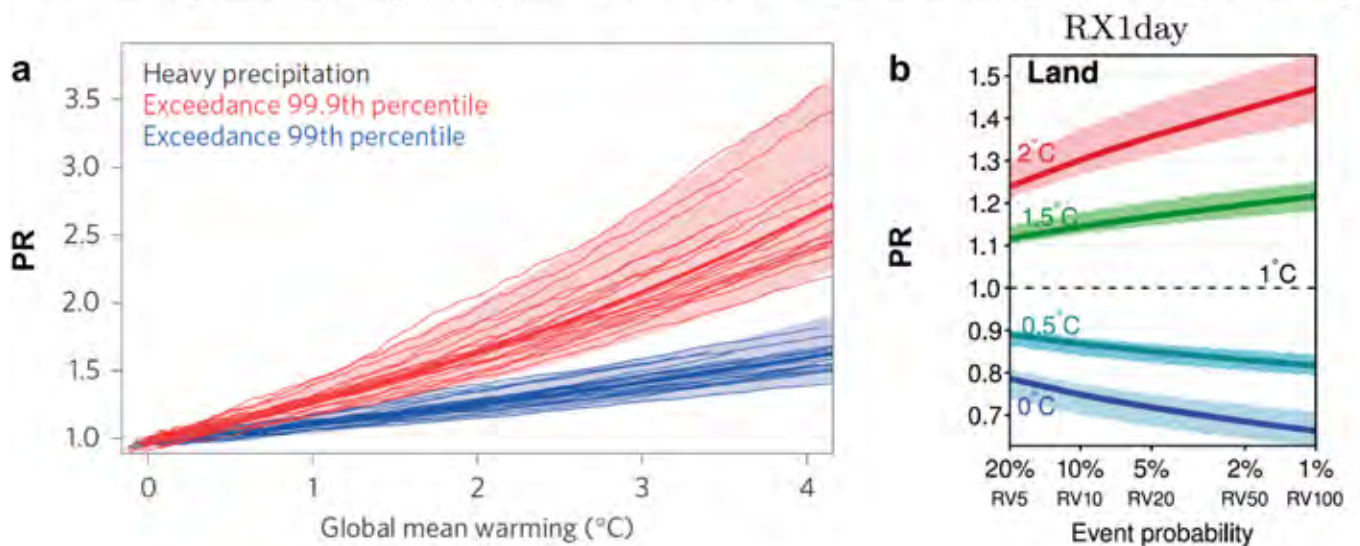 RX1day
a
Heavy precipitation
Exceedance 99.9th percentile
Exceedance 99th percentile
PR
3.5
3.0
2.5
2.0
1.5
1.0
0 1 2 3 4
Global mean warming (°C)
b
Land
PR
1.5
1.4
1.3
1.2
1.1
1.0
0.9
0.8
0.7
2°C
1.5°C
1°C
0.5°C
0°C
20% 10% 5% 2% 1%
RV5 RV10 RV20 RV50 RV100
Event probability